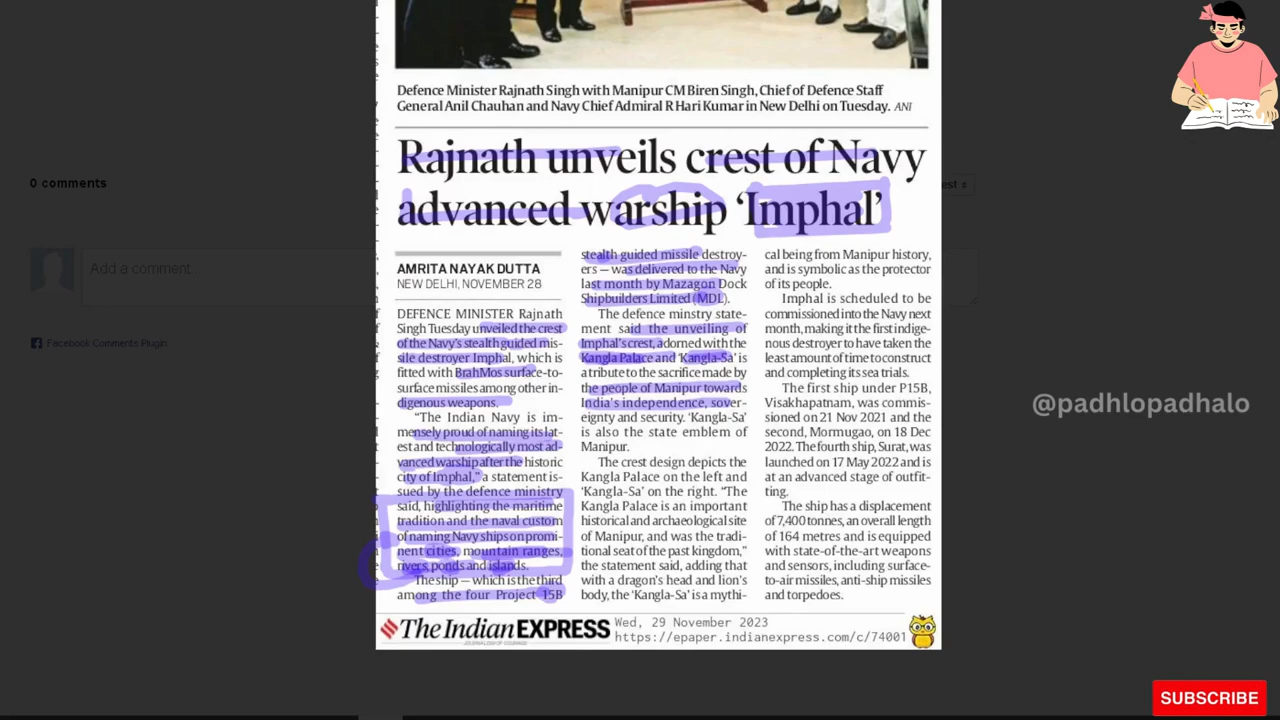 Defence Minister Rajnath Singh with Manipur CM Biren Singh, Chief of Defence Staff
General Anil Chauhan and Navy Chief Admiral R Hari Kumar in New Delhi on Tuesday. ANI
Rajnath unveils crest of Navy
advanced warship ‘Imphal’
AMRITA NAYAK DUTTA
NEW DELHI, NOVEMBER 28
DEFENCE MINISTER Rajnath
Singh Tuesday unveiled the crest
of the Navy's stealth guided mis-
sile destroyer Imphal, which is
fitted with BrahMos surface-to-
surface missiles among other in-
digenous weapons.
“The Indian Navy is im-
mensely proud of naming its lat-
est and technologically most ad-
vanced warship after the historic
city of Imphal,” a statement is-
sued by the defence ministry
said, highlighting the maritime
tradition and the naval custom
of naming Navy ships on promi-
nent cities, mountain ranges,
rivers, ponds and islands.
The ship — which is the third
among the four Project 15B
stealth guided missile destroy-
ers — was delivered to the Navy
last month by Mazagon Dock
Shipbuilders Limited (MDL).
The defence minstry state-
ment said the unveiling of
Imphal's crest, adorned with the
Kangla Palace and ‘Kangla-Sa’ is
a tribute to the sacrifice made by
the people of Manipur towards
India's independence, sover-
eignty and security. ‘Kangla-Sa’
is also the state emblem of
Manipur.
The crest design depicts the
Kangla Palace on the left and
‘Kangla-Sa’ on the right. “The
Kangla Palace is an important
historical and archaeological site
of Manipur, and was the tradi-
tional seat of the past kingdom,”
the statement said, adding that
with a dragon's head and lion's
body, the ‘Kangla-Sa’ is a mythi-
cal being from Manipur history,
and is symbolic as the protector
of its people.
Imphal is scheduled to be
commissioned into the Navy next
month, making it the first indige-
nous destroyer to have taken the
least amount of time to construct
and completing its sea trials.
The first ship under P15B,
Visakhapatnam, was commis-
sioned on 21 Nov 2021 and the
second, Mormugao, on 18 Dec
2022. The fourth ship, Surat, was
launched on 17 May 2022 and is
at an advanced stage of outfit-
ting.
The ship has a displacement
of 7,400 tonnes, an overall length
of 164 metres and is equipped
with state-of-the-art weapons
and sensors, including surface-
to-air missiles, anti-ship missiles
and torpedoes.
The Indian EXPRESS
JOURNALISM OF COURAGE
Wed, 29 November 2023
https://epaper.indianexpress.com/c/74001
0 comments
Add a comment...
Facebook Comments Plugin
@padhlopadhalo
SUBSCRIBE